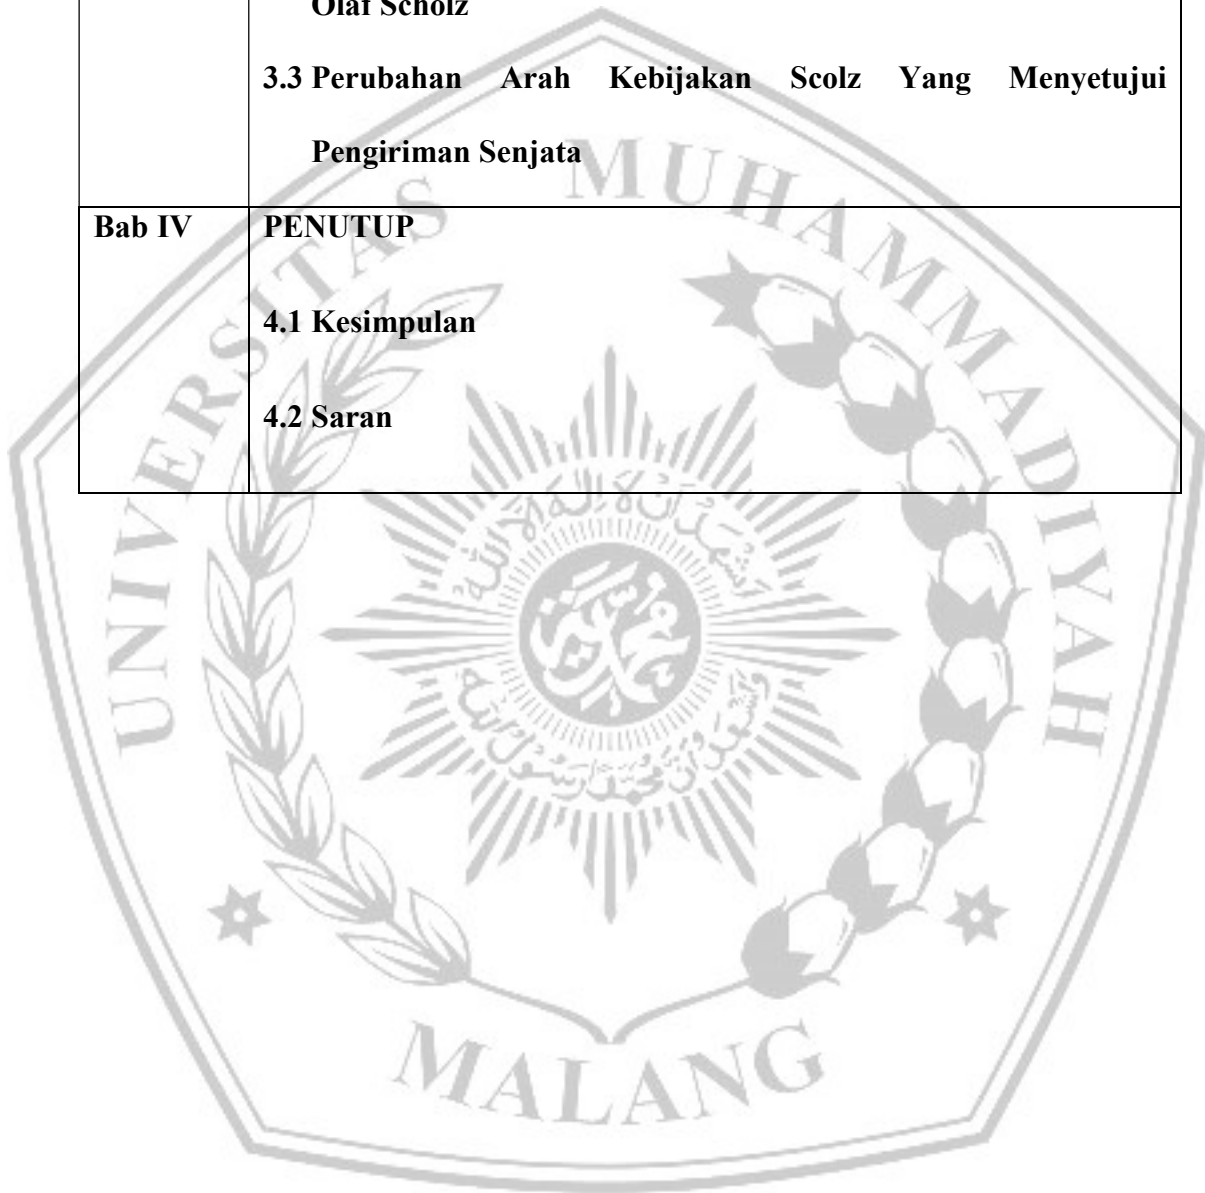 Olaf Scholz
3.3 Perubahan Arah Kebijakan Scolz Yang Menyetujui
Pengiriman Senjata
Bab IV PENUTUP
4.1 Kesimpulan
4.2 Saran
UNIVERSITAS MUHAMMADIYAH
MALANG